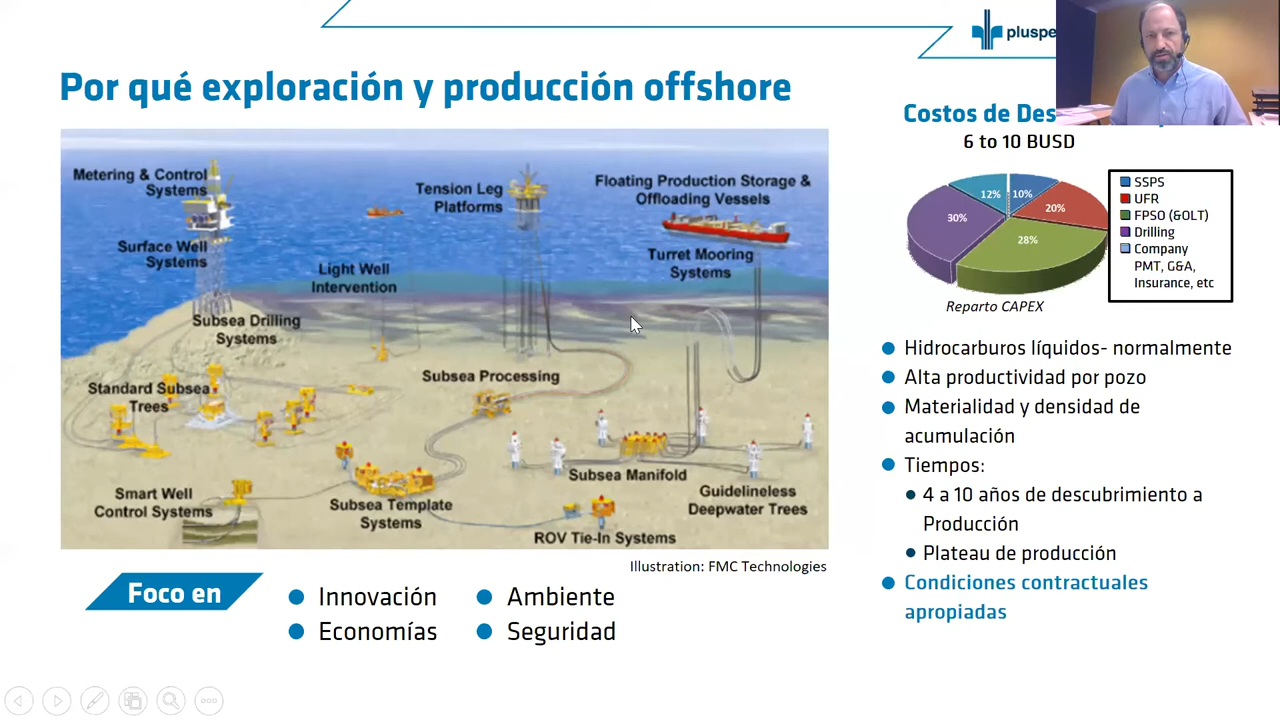 Por qué exploración y producción offshore
Metering & Control
Systems
Surface Well
Systems
Light Well
Intervention
Tension Leg
Platforms
Floating Production Storage &
Offloading Vessels
Turret Mooring
Systems
Subsea Drilling
Systems
Standard Subsea
Trees
Subsea Processing
Smart Well
Control Systems
Subsea Template
Systems
Subsea Manifold
Guidelineless
Deepwater Trees
ROV Tie-In Systems
Illustration: FMC Technologies
Foco en
Innovación
Economías
Ambiente
Seguridad
Costos de
6 to 10 BUSD
12%
10%
20%
28%
30%
SSPS
UFR
FPSO (&OLT)
Drilling
Company
PMT, G&A,
Insurance, etc
Reparto CAPEX
Hidrocarburos líquidos- normalmente
Alta productividad por pozo
Materialidad y densidad de
acumulación
Tiempos:
4 a 10 años de descubrimiento a
Producción
Plateau de producción
Condiciones contractuales
apropiadas